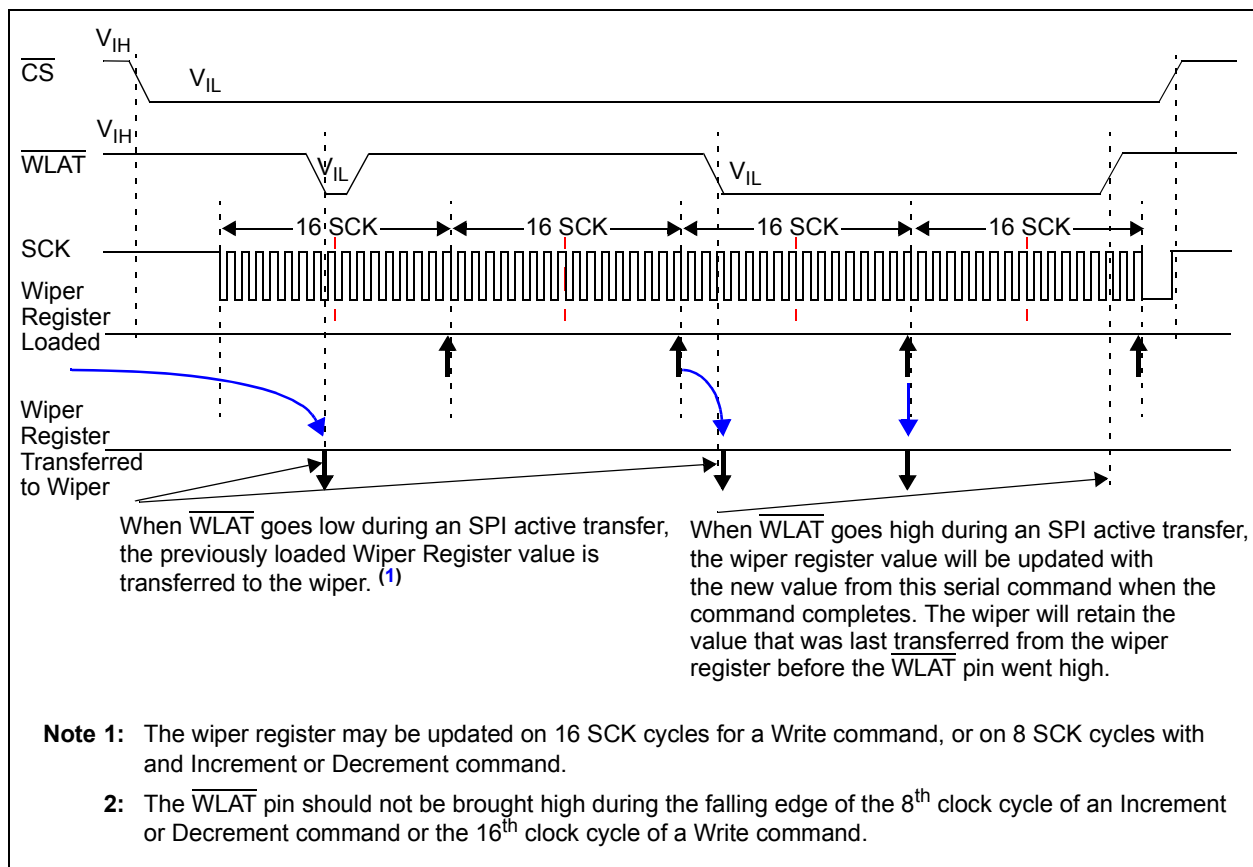 VIH
CS
VIL
VIH
WLAT
VIL
VIL
16 SCK 16 SCK 16 SCK 16 SCK
SCK
Wiper
Register
Loaded
Wiper
Register
Transferred
to Wiper
When WLAT goes low during an SPI active transfer,
the previously loaded Wiper Register value is
transferred to the wiper. (1)
When WLAT goes high during an SPI active transfer,
the wiper register value will be updated with
the new value from this serial command when the
command completes. The wiper will retain the
value that was last transferred from the wiper
register before the WLAT pin went high.
Note 1: The wiper register may be updated on 16 SCK cycles for a Write command, or on 8 SCK cycles with
and Increment or Decrement command.
2: The WLAT pin should not be brought high during the falling edge of the 8th clock cycle of an Increment
or Decrement command or the 16th clock cycle of a Write command.